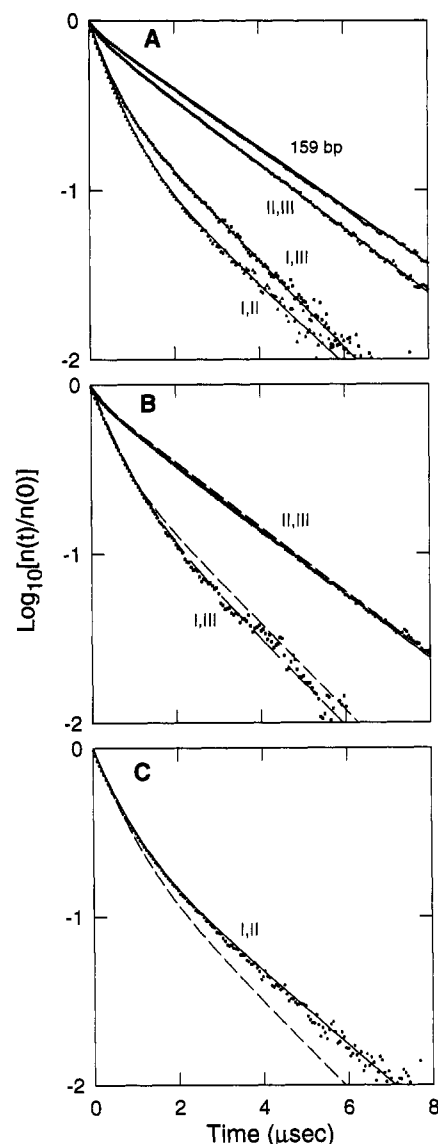 0
A
159 bp
-1
II,III
I,III
I,II
-2
0
B
Log10[n(t)/n(0)]
II,III
-1
I,III
-2
0
C
I,II
-1
-2
0 2 4 6 8
Time (μsec)